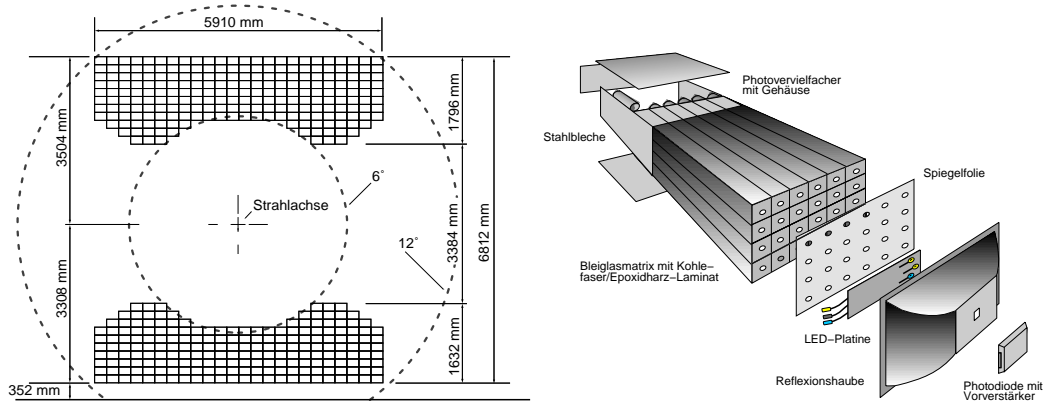 5910 mm
3504 mm
1796 mm
Strahlachse
6°
12°
3384 mm
6812 mm
3308 mm
1632 mm
352 mm
Photovervielfacher
mit Gehäuse
Stahlbleche
Spiegelfolie
Bleiglasmatrix mit Kohle–
faser/Epoxidharz–Laminat
LED–Platine
Reflexionshaube
Photodiode mit
Vorverstärker